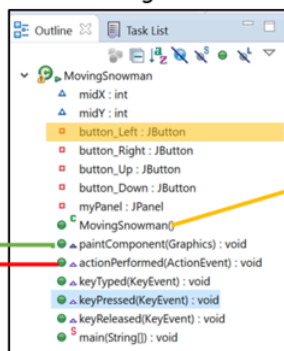 Outline Task List
MovingSnowman
midX : int
midY : int
button_Left : JButton
button_Right : JButton
button_Up : JButton
button_Down : JButton
myPanel : JPanel
MovingSnowman()
paintComponent(Graphics) : void
actionPerformed(ActionEvent) : void
keyTyped(KeyEvent) : void
keyPressed(KeyEvent) : void
keyReleased(KeyEvent) : void
main(String[]) : void